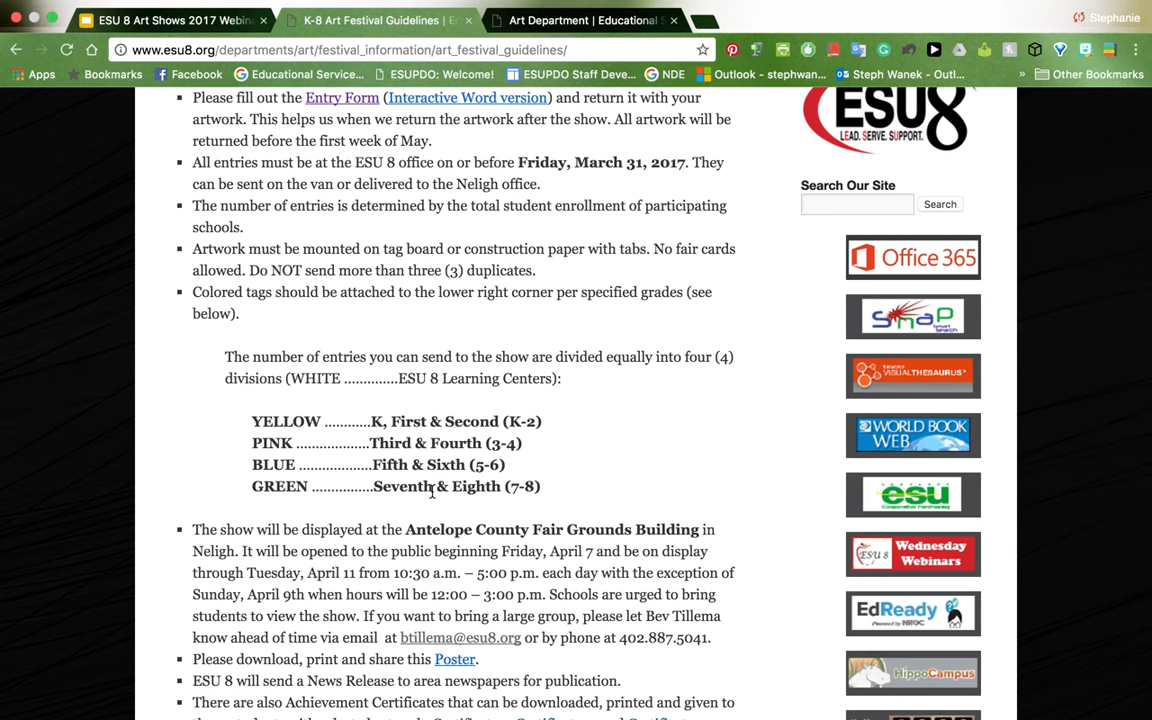 ESU 8 Art Shows 2017 Webin
K-8 Art Festival Guidelines | E
Art Department | Educational
Stephanie
www.esu8.org/departments/art/festival_information/art_festival_guidelines/
Apps Bookmarks Facebook Educational Service... ESUPDO: Welcome! ESUPDO Staff Deve... NDE Outlook - stephwan... Steph Wanek - Outl... » Other Bookmarks
Please fill out the Entry Form (Interactive Word version) and return it with your
artwork. This helps us when we return the artwork after the show. All artwork will be
returned before the first week of May.
All entries must be at the ESU 8 office on or before Friday, March 31, 2017. They
can be sent on the van or delivered to the Neligh office.
The number of entries is determined by the total student enrollment of participating
schools.
Artwork must be mounted on tag board or construction paper with tabs. No fair cards
allowed. Do NOT send more than three (3) duplicates.
Colored tags should be attached to the lower right corner per specified grades (see
below).
The number of entries you can send to the show are divided equally into four (4)
divisions (WHITE ..............ESU 8 Learning Centers):
YELLOW ............K, First & Second (K-2)
PINK ...................Third & Fourth (3-4)
BLUE ...................Fifth & Sixth (5-6)
GREEN ................Seventh & Eighth (7-8)
The show will be displayed at the Antelope County Fair Grounds Building in
Neligh. It will be opened to the public beginning Friday, April 7 and be on display
through Tuesday, April 11 from 10:30 a.m. – 5:00 p.m. each day with the exception of
Sunday, April 9th when hours will be 12:00 – 3:00 p.m. Schools are urged to bring
students to view the show. If you want to bring a large group, please let Bev Tillema
know ahead of time via email at btillema@esu8.org or by phone at 402.887.5041.
Please download, print and share this Poster.
ESU 8 will send a News Release to area newspapers for publication.
There are also Achievement Certificates that can be downloaded, printed and given to
ESU8
LEAD. SERVE. SUPPORT.
Search Our Site
Search
Office 365
SNAP
VISUALTHESAURUS
WORLD BOOK
WEB
esu
Cooperative Purchasing
ESU 8
Wednesday
Webinars
EdReady
Powered by NROC
HippoCampus